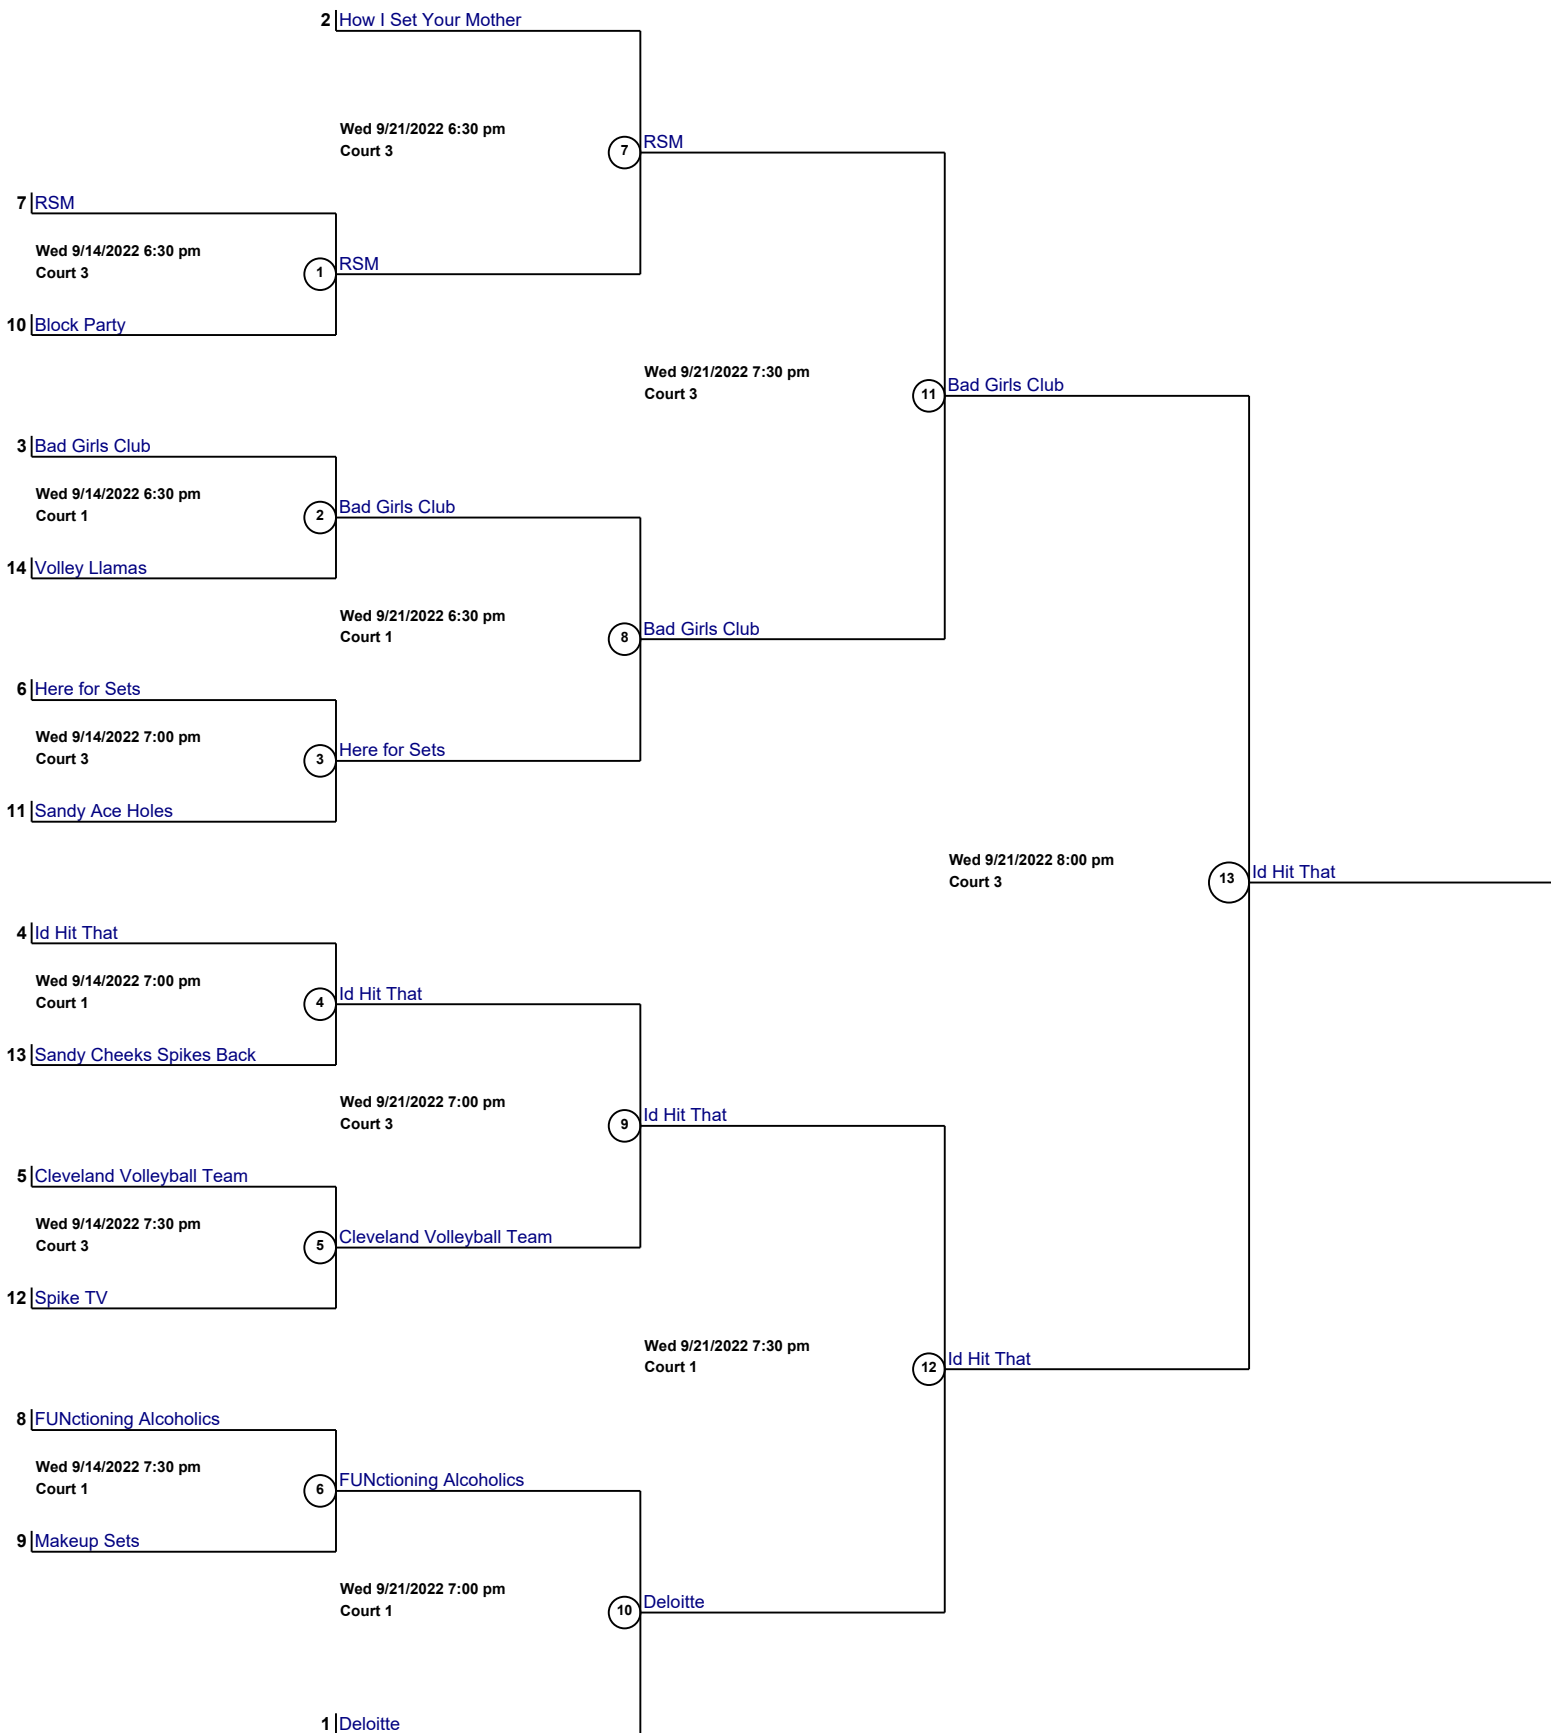 2 How I Set Your Mother
Wed 9/21/2022 6:30 pm
Court 3
7 RSM
7 RSM
Wed 9/14/2022 6:30 pm
Court 3
1 RSM
10 Block Party
Wed 9/21/2022 7:30 pm
Court 3
11 Bad Girls Club
3 Bad Girls Club
Wed 9/14/2022 6:30 pm
Court 1
2 Bad Girls Club
14 Volley Llamas
Wed 9/21/2022 6:30 pm
Court 1
8 Bad Girls Club
6 Here for Sets
Wed 9/14/2022 7:00 pm
Court 3
3 Here for Sets
11 Sandy Ace Holes
Wed 9/21/2022 8:00 pm
Court 3
13 Id Hit That
4 Id Hit That
Wed 9/14/2022 7:00 pm
Court 1
4 Id Hit That
13 Sandy Cheeks Spikes Back
Wed 9/21/2022 7:00 pm
Court 3
9 Id Hit That
5 Cleveland Volleyball Team
Wed 9/14/2022 7:30 pm
Court 3
5 Cleveland Volleyball Team
12 Spike TV
Wed 9/21/2022 7:30 pm
Court 1
12 Id Hit That
8 FUNctioning Alcoholics
Wed 9/14/2022 7:30 pm
Court 1
6 FUNctioning Alcoholics
9 Makeup Sets
Wed 9/21/2022 7:00 pm
Court 1
10 Deloitte
1 Deloitte